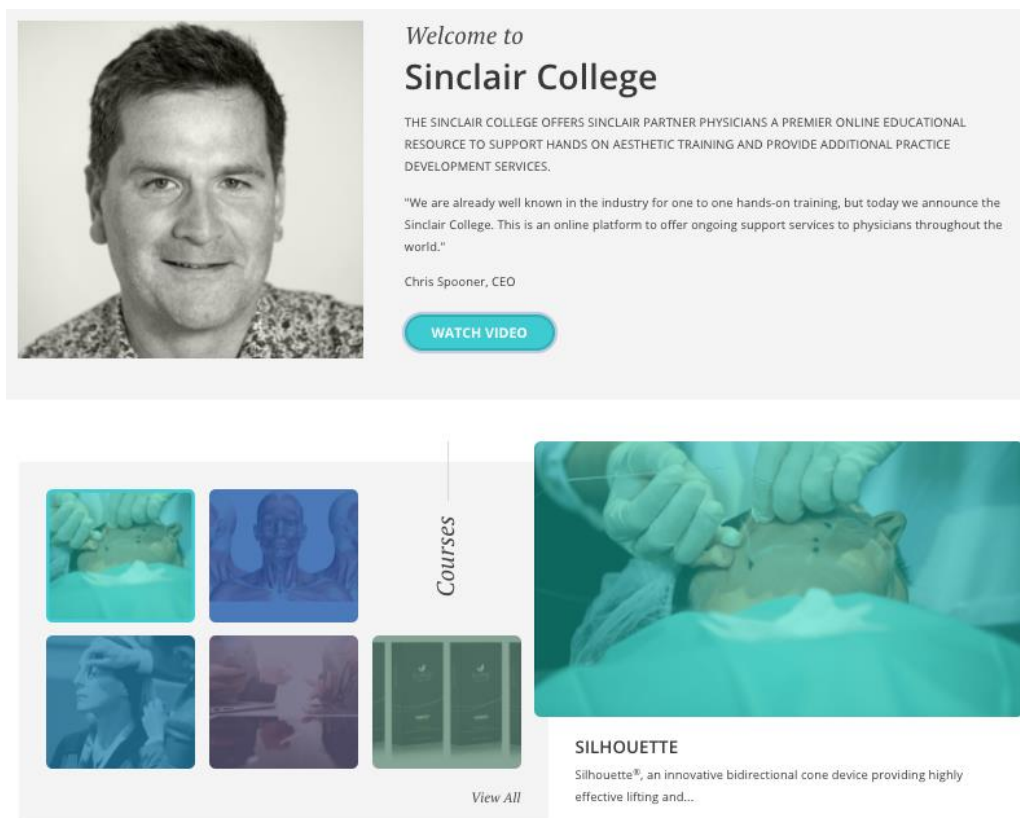 Welcome to
Sinclair College
THE SINCLAIR COLLEGE OFFERS SINCLAIR PARTNER PHYSICIANS A PREMIER ONLINE EDUCATIONAL
RESOURCE TO SUPPORT HANDS ON AESTHETIC TRAINING AND PROVIDE ADDITIONAL PRACTICE
DEVELOPMENT SERVICES.
"We are already well known in the industry for one to one hands-on training, but today we announce the
Sinclair College. This is an online platform to offer ongoing support services to physicians throughout the
world."
Chris Spooner, CEO
WATCH VIDEO
Courses
View All
SILHOUETTE
Silhouette®, an innovative bidirectional cone device providing highly
effective lifting and...